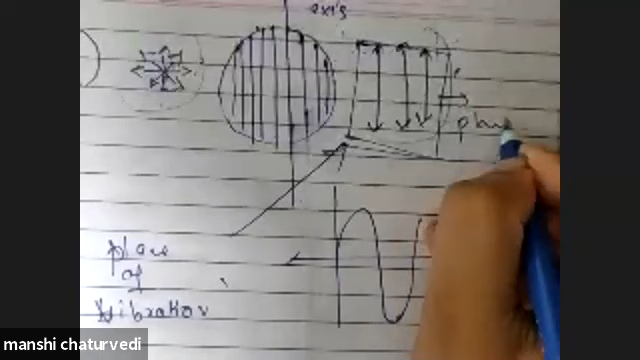 axis
plane
of
vibration
manshi chaturvedi